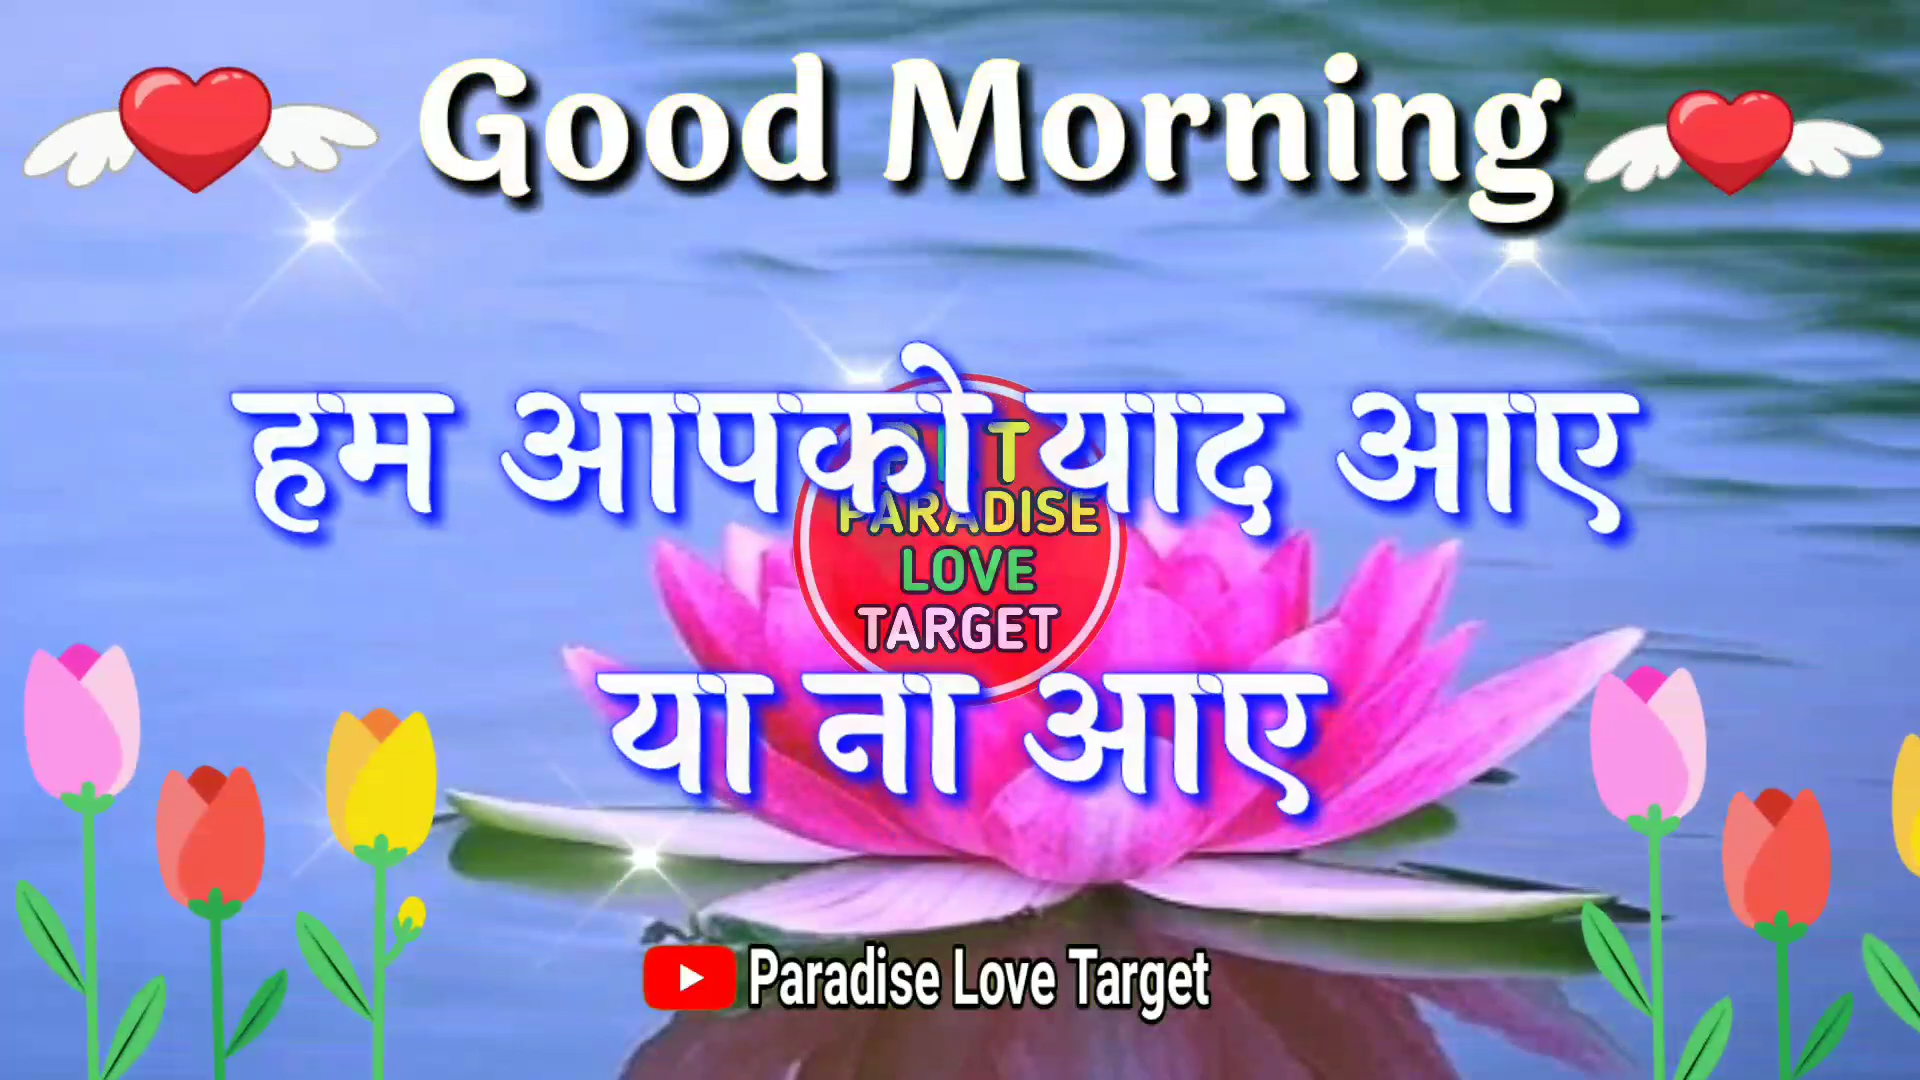 Good Morning
हम आपको याद आए
T
PARADISE
LOVE
TARGET
या ना आए
Paradise Love Target